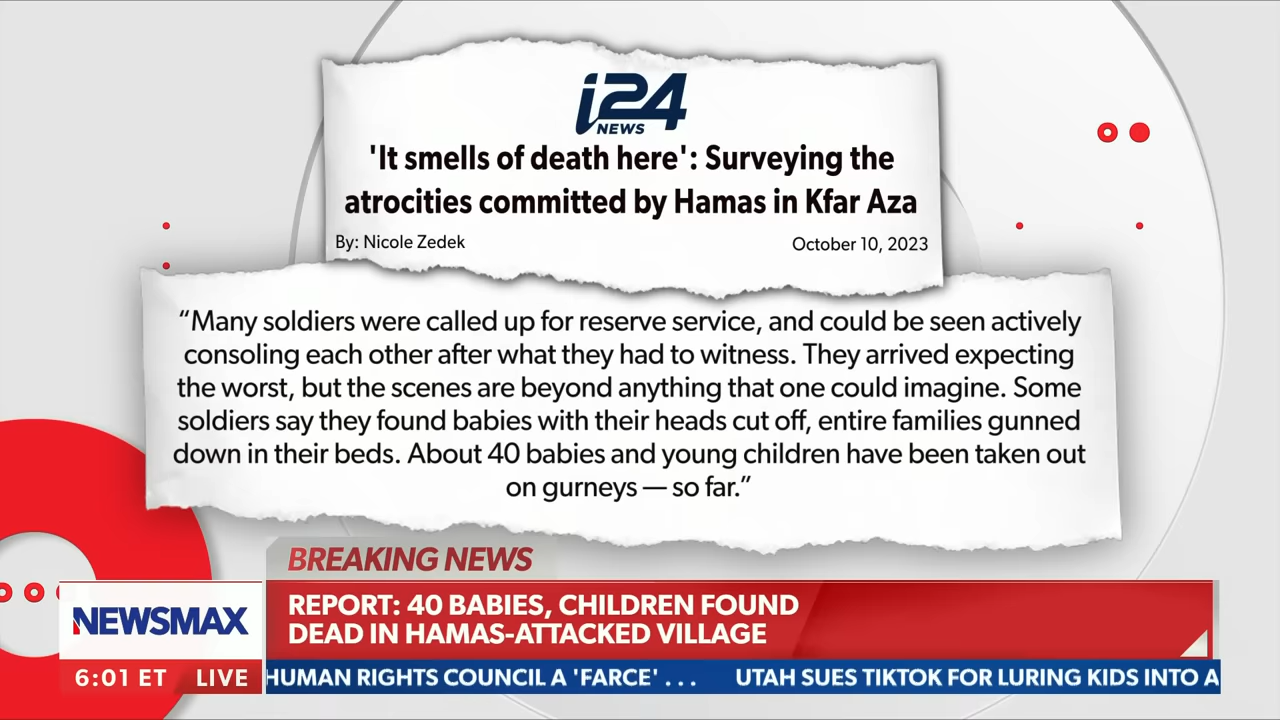 i24
NEWS
'It smells of death here': Surveying the
atrocities committed by Hamas in Kfar Aza
By: Nicole Zedek
October 10, 2023
“Many soldiers were called up for reserve service, and could be seen actively
consoling each other after what they had to witness. They arrived expecting
the worst, but the scenes are beyond anything that one could imagine. Some
soldiers say they found babies with their heads cut off, entire families gunned
down in their beds. About 40 babies and young children have been taken out
on gurneys — so far.”
BREAKING NEWS
REPORT: 40 BABIES, CHILDREN FOUND
DEAD IN HAMAS-ATTACKED VILLAGE
NEWSMAX
6:01 ET LIVE
HUMAN RIGHTS COUNCIL A 'FARCE' . . . UTAH SUES TIKTOK FOR LURING KIDS INTO A